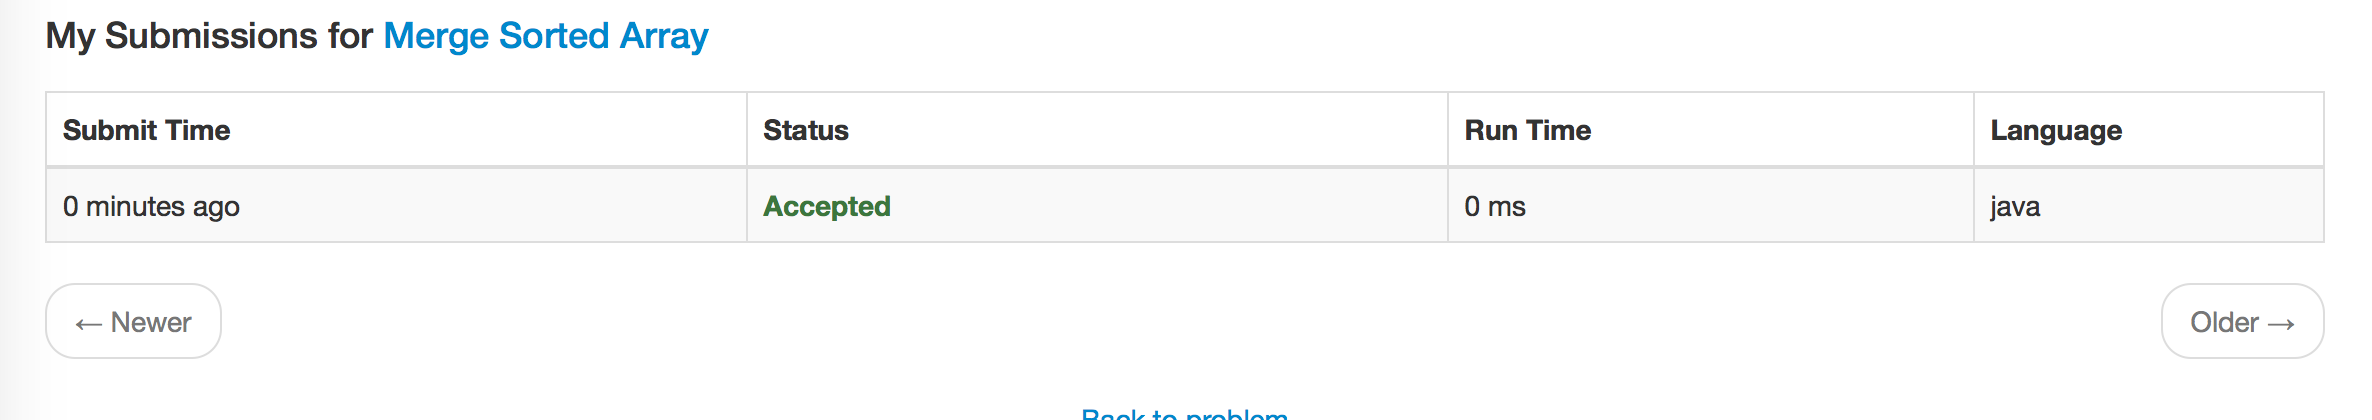 My Submissions for Merge Sorted Array
Submit Time Status Run Time Language
0 minutes ago Accepted 0 ms java
← Newer Older →
Back to problem